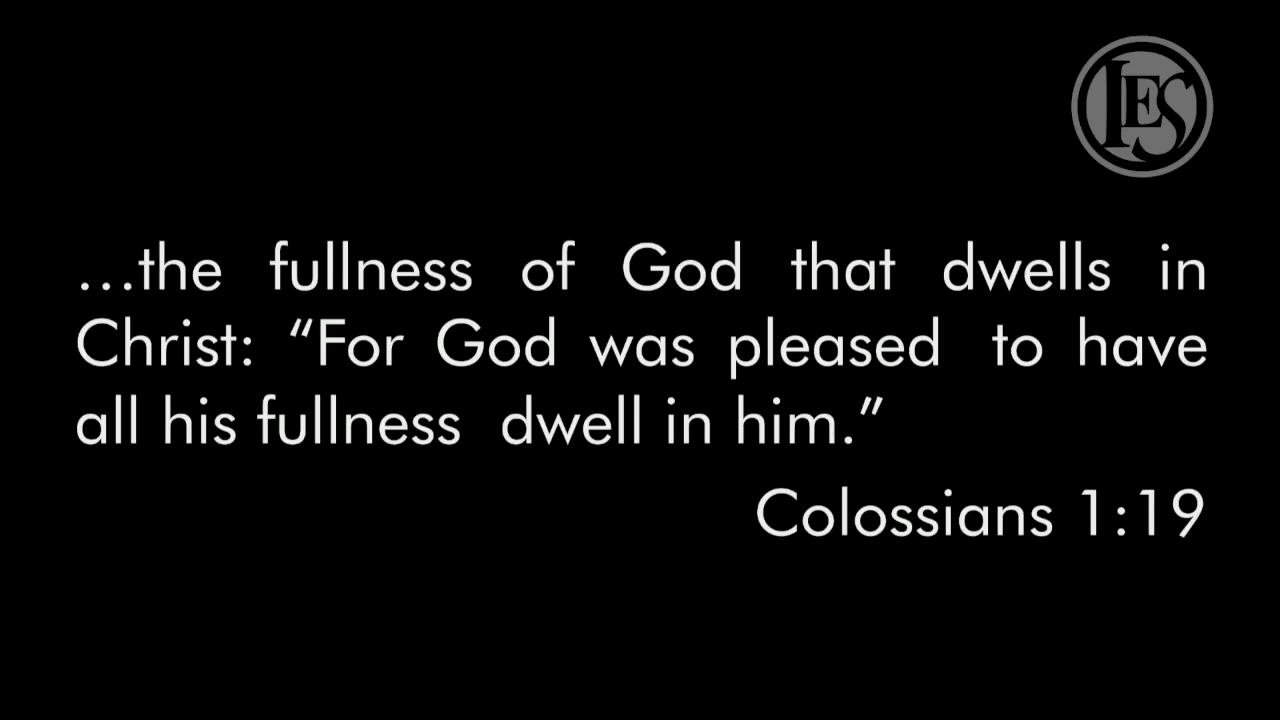 IES
…the fullness of God that dwells in
Christ: “For God was pleased to have
all his fullness dwell in him.”
Colossians 1:19